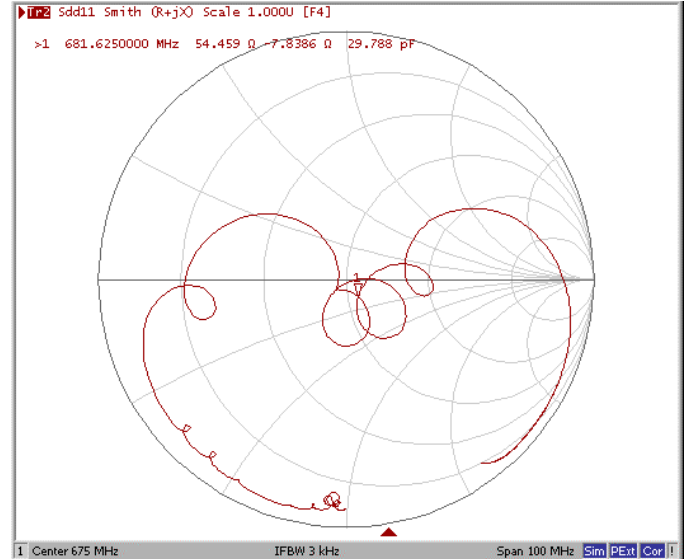 Tr2 Sdd11 Smith (R+jX) Scale 1.000U [F4]
>1 681.6250000 MHz 54.459 Ω -7.8386 Ω 29.788 pF
1
1 Center 675 MHz IFBW 3 kHz Span 100 MHz Sim PExt Cor !